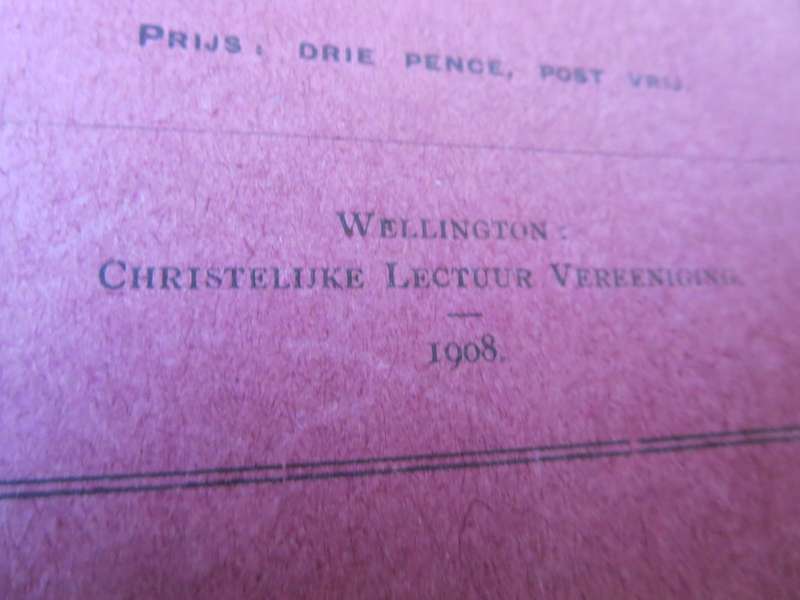 PRIJS: DRIE PENCE, POST VRIJ.
WELLINGTON:
CHRISTELIJKE LECTUUR VEREENIGING.
1908.